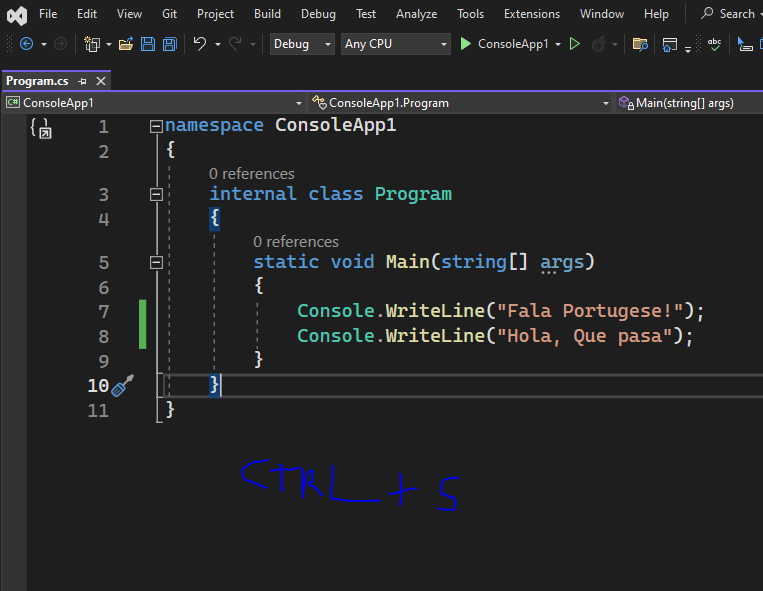 File Edit View Git Project Build Debug Test Analyze Tools Extensions Window Help Search
Debug Any CPU ConsoleApp1 abc
Program.cs
C# ConsoleApp1 ConsoleApp1.Program Main(string[] args)
1 namespace ConsoleApp1
2 {
0 references
3 internal class Program
4 {
0 references
5 static void Main(string[] args)
6 {
7 Console.WriteLine("Fala Portugese!");
8 Console.WriteLine("Hola, Que pasa");
9 }
10 }
11 }
CTRL + S